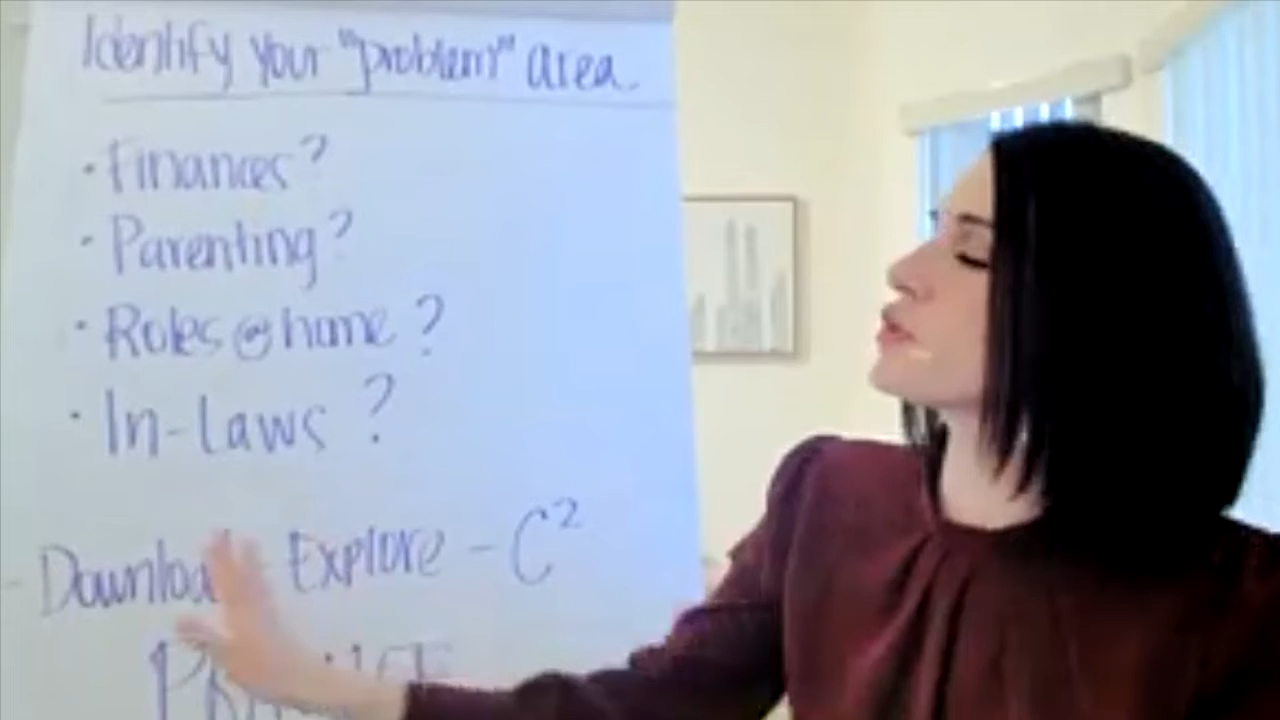 Identify your "problem" area.
· Finances?
· Parenting?
· Roles @ home?
· In-Laws?
- Download - Explore - C²